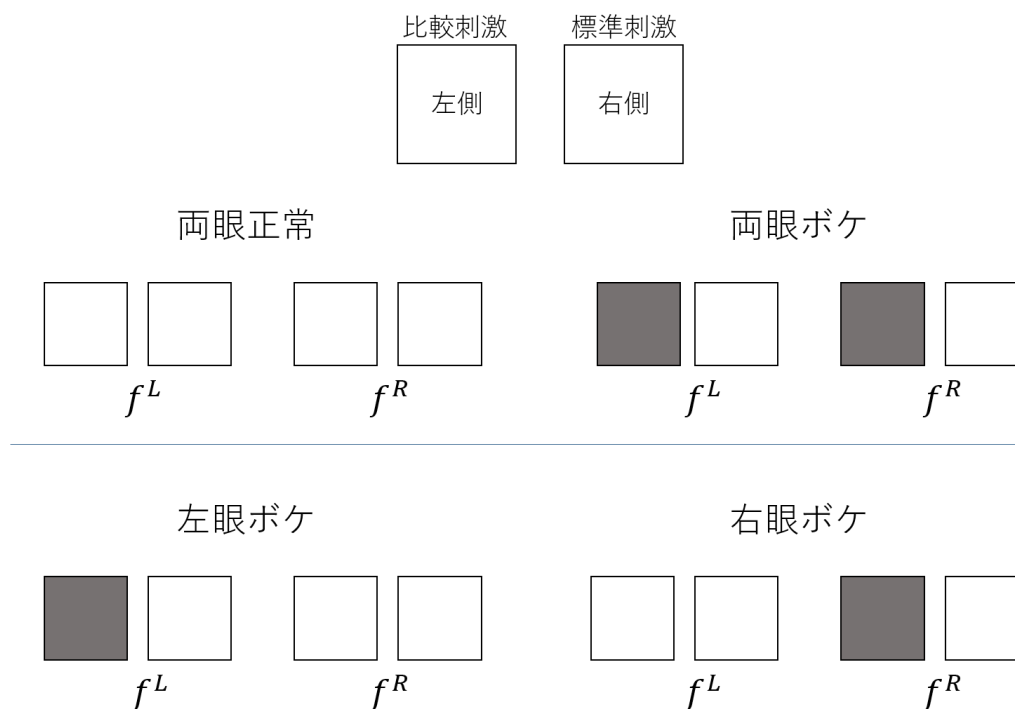 比較刺激 標準刺激
左側 右側
両眼正常 両眼ボケ
f^L f^R f^L f^R
左眼ボケ 右眼ボケ
f^L f^R f^L f^R